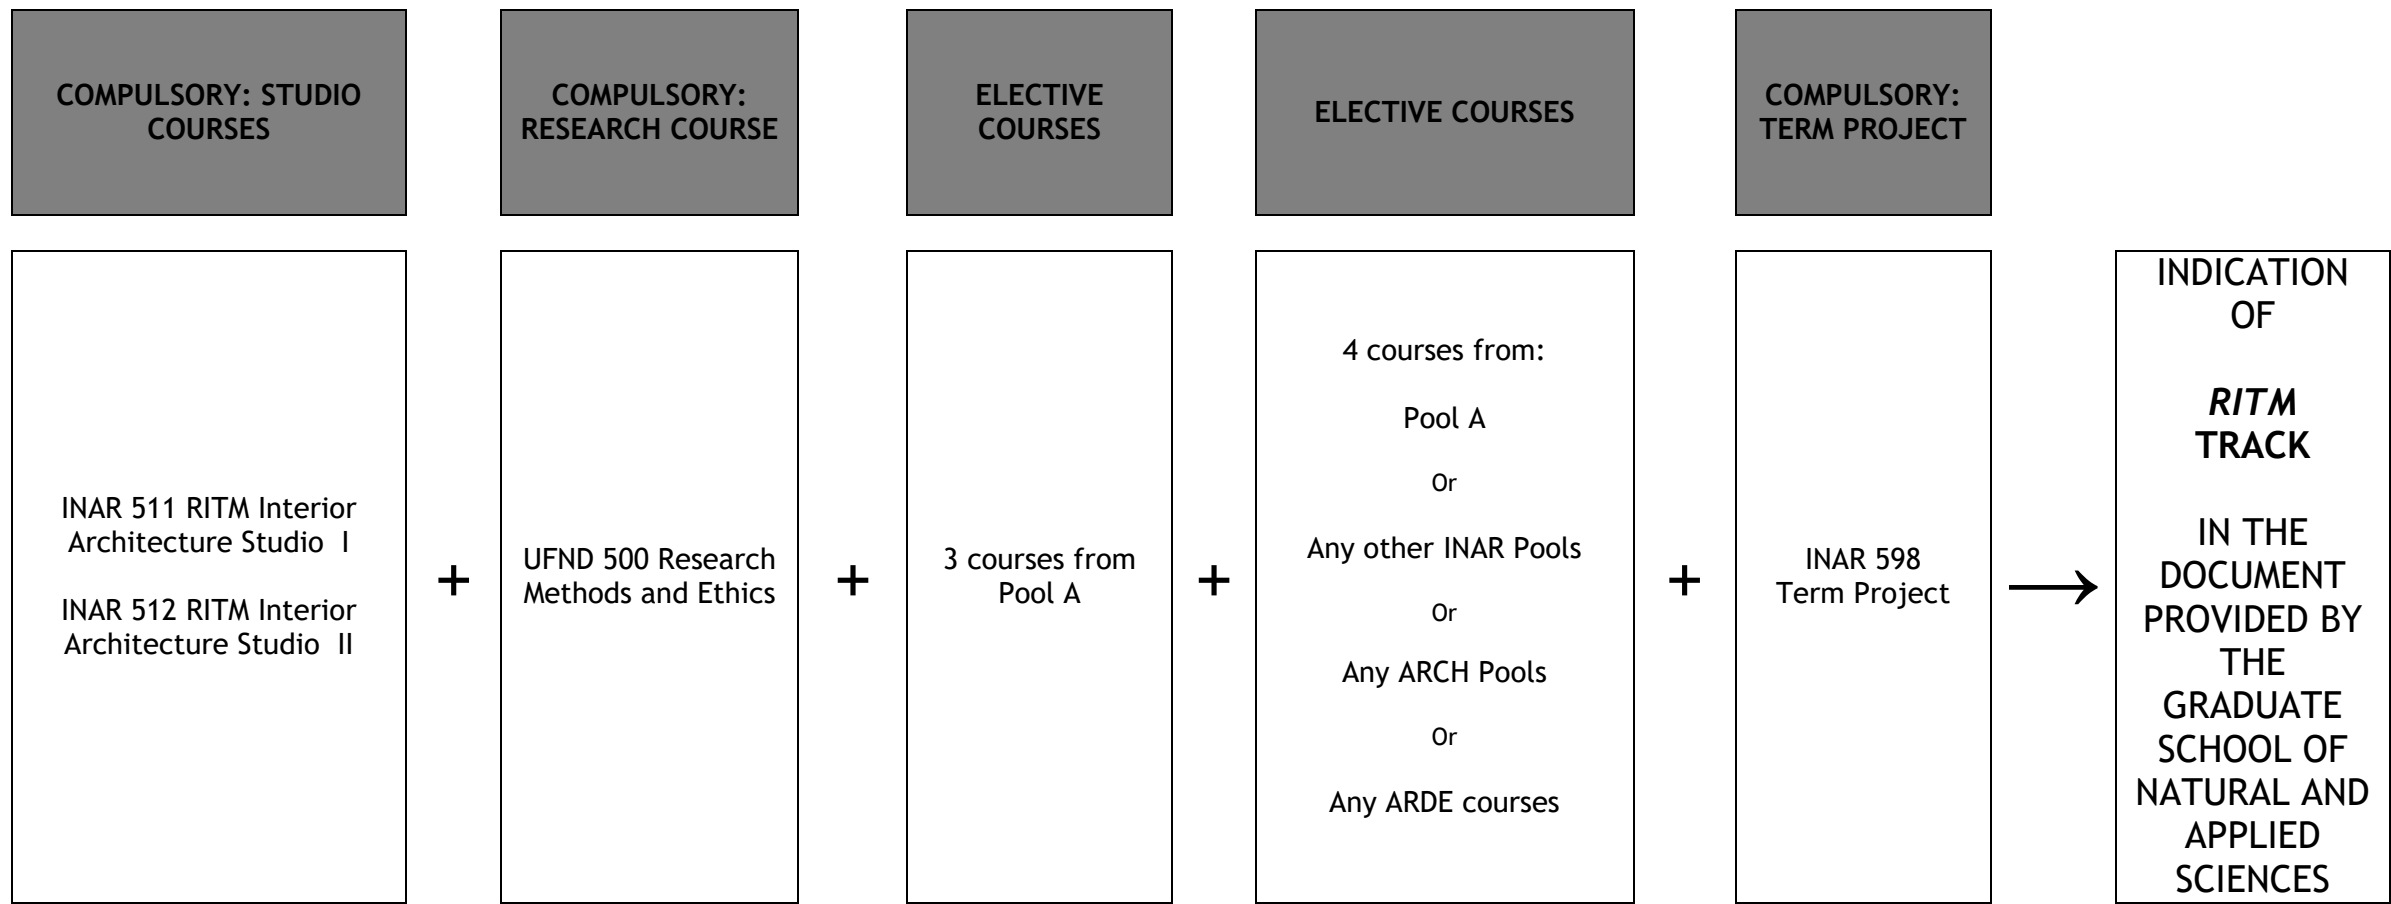 COMPULSORY: STUDIO
COURSES
COMPULSORY:
RESEARCH COURSE
ELECTIVE
COURSES
ELECTIVE COURSES
COMPULSORY:
TERM PROJECT
INAR 511 RITM Interior
Architecture Studio I
INAR 512 RITM Interior
Architecture Studio II
+
UFND 500 Research
Methods and Ethics
+
3 courses from
Pool A
+
4 courses from:
Pool A
Or
Any other INAR Pools
Or
Any ARCH Pools
Or
Any ARDE courses
+
INAR 598
Term Project
→
INDICATION
OF
RITM
TRACK
IN THE
DOCUMENT
PROVIDED BY
THE
GRADUATE
SCHOOL OF
NATURAL AND
APPLIED
SCIENCES